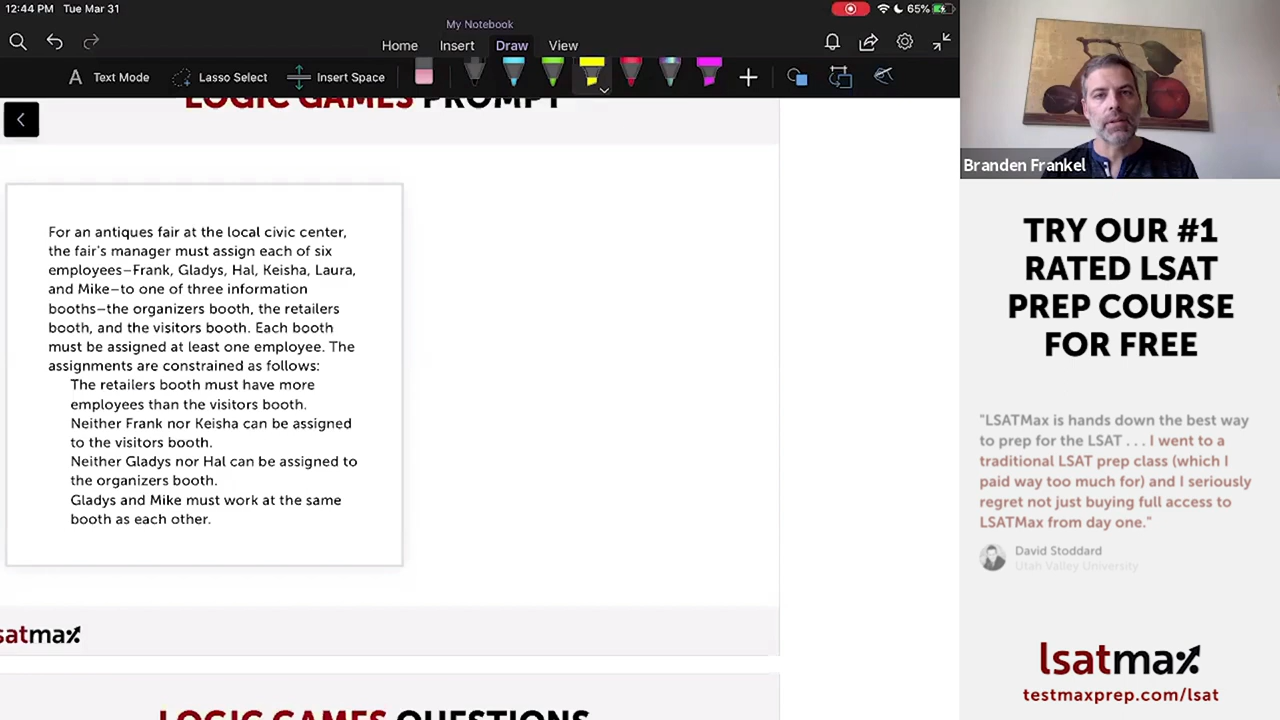 12:44 PM Tue Mar 31
65%
My Notebook
Home Insert Draw View
Text Mode Lasso Select Insert Space
LOGIC GAMES PROMPT
For an antiques fair at the local civic center,
the fair's manager must assign each of six
employees—Frank, Gladys, Hal, Keisha, Laura,
and Mike—to one of three information
booths—the organizers booth, the retailers
booth, and the visitors booth. Each booth
must be assigned at least one employee. The
assignments are constrained as follows:
The retailers booth must have more
employees than the visitors booth.
Neither Frank nor Keisha can be assigned
to the visitors booth.
Neither Gladys nor Hal can be assigned to
the organizers booth.
Gladys and Mike must work at the same
booth as each other.
satmax
LOGIC GAMES QUESTIONS
Branden Frankel
TRY OUR #1
RATED LSAT
PREP COURSE
FOR FREE
"LSATMax is hands down the best way
to prep for the LSAT . . . I went to a
traditional LSAT prep class (which I
paid way too much for) and I seriously
regret not just buying full access to
LSATMax from day one."
David Stoddard
Utah Valley University
lsatmax
testmaxprep.com/lsat